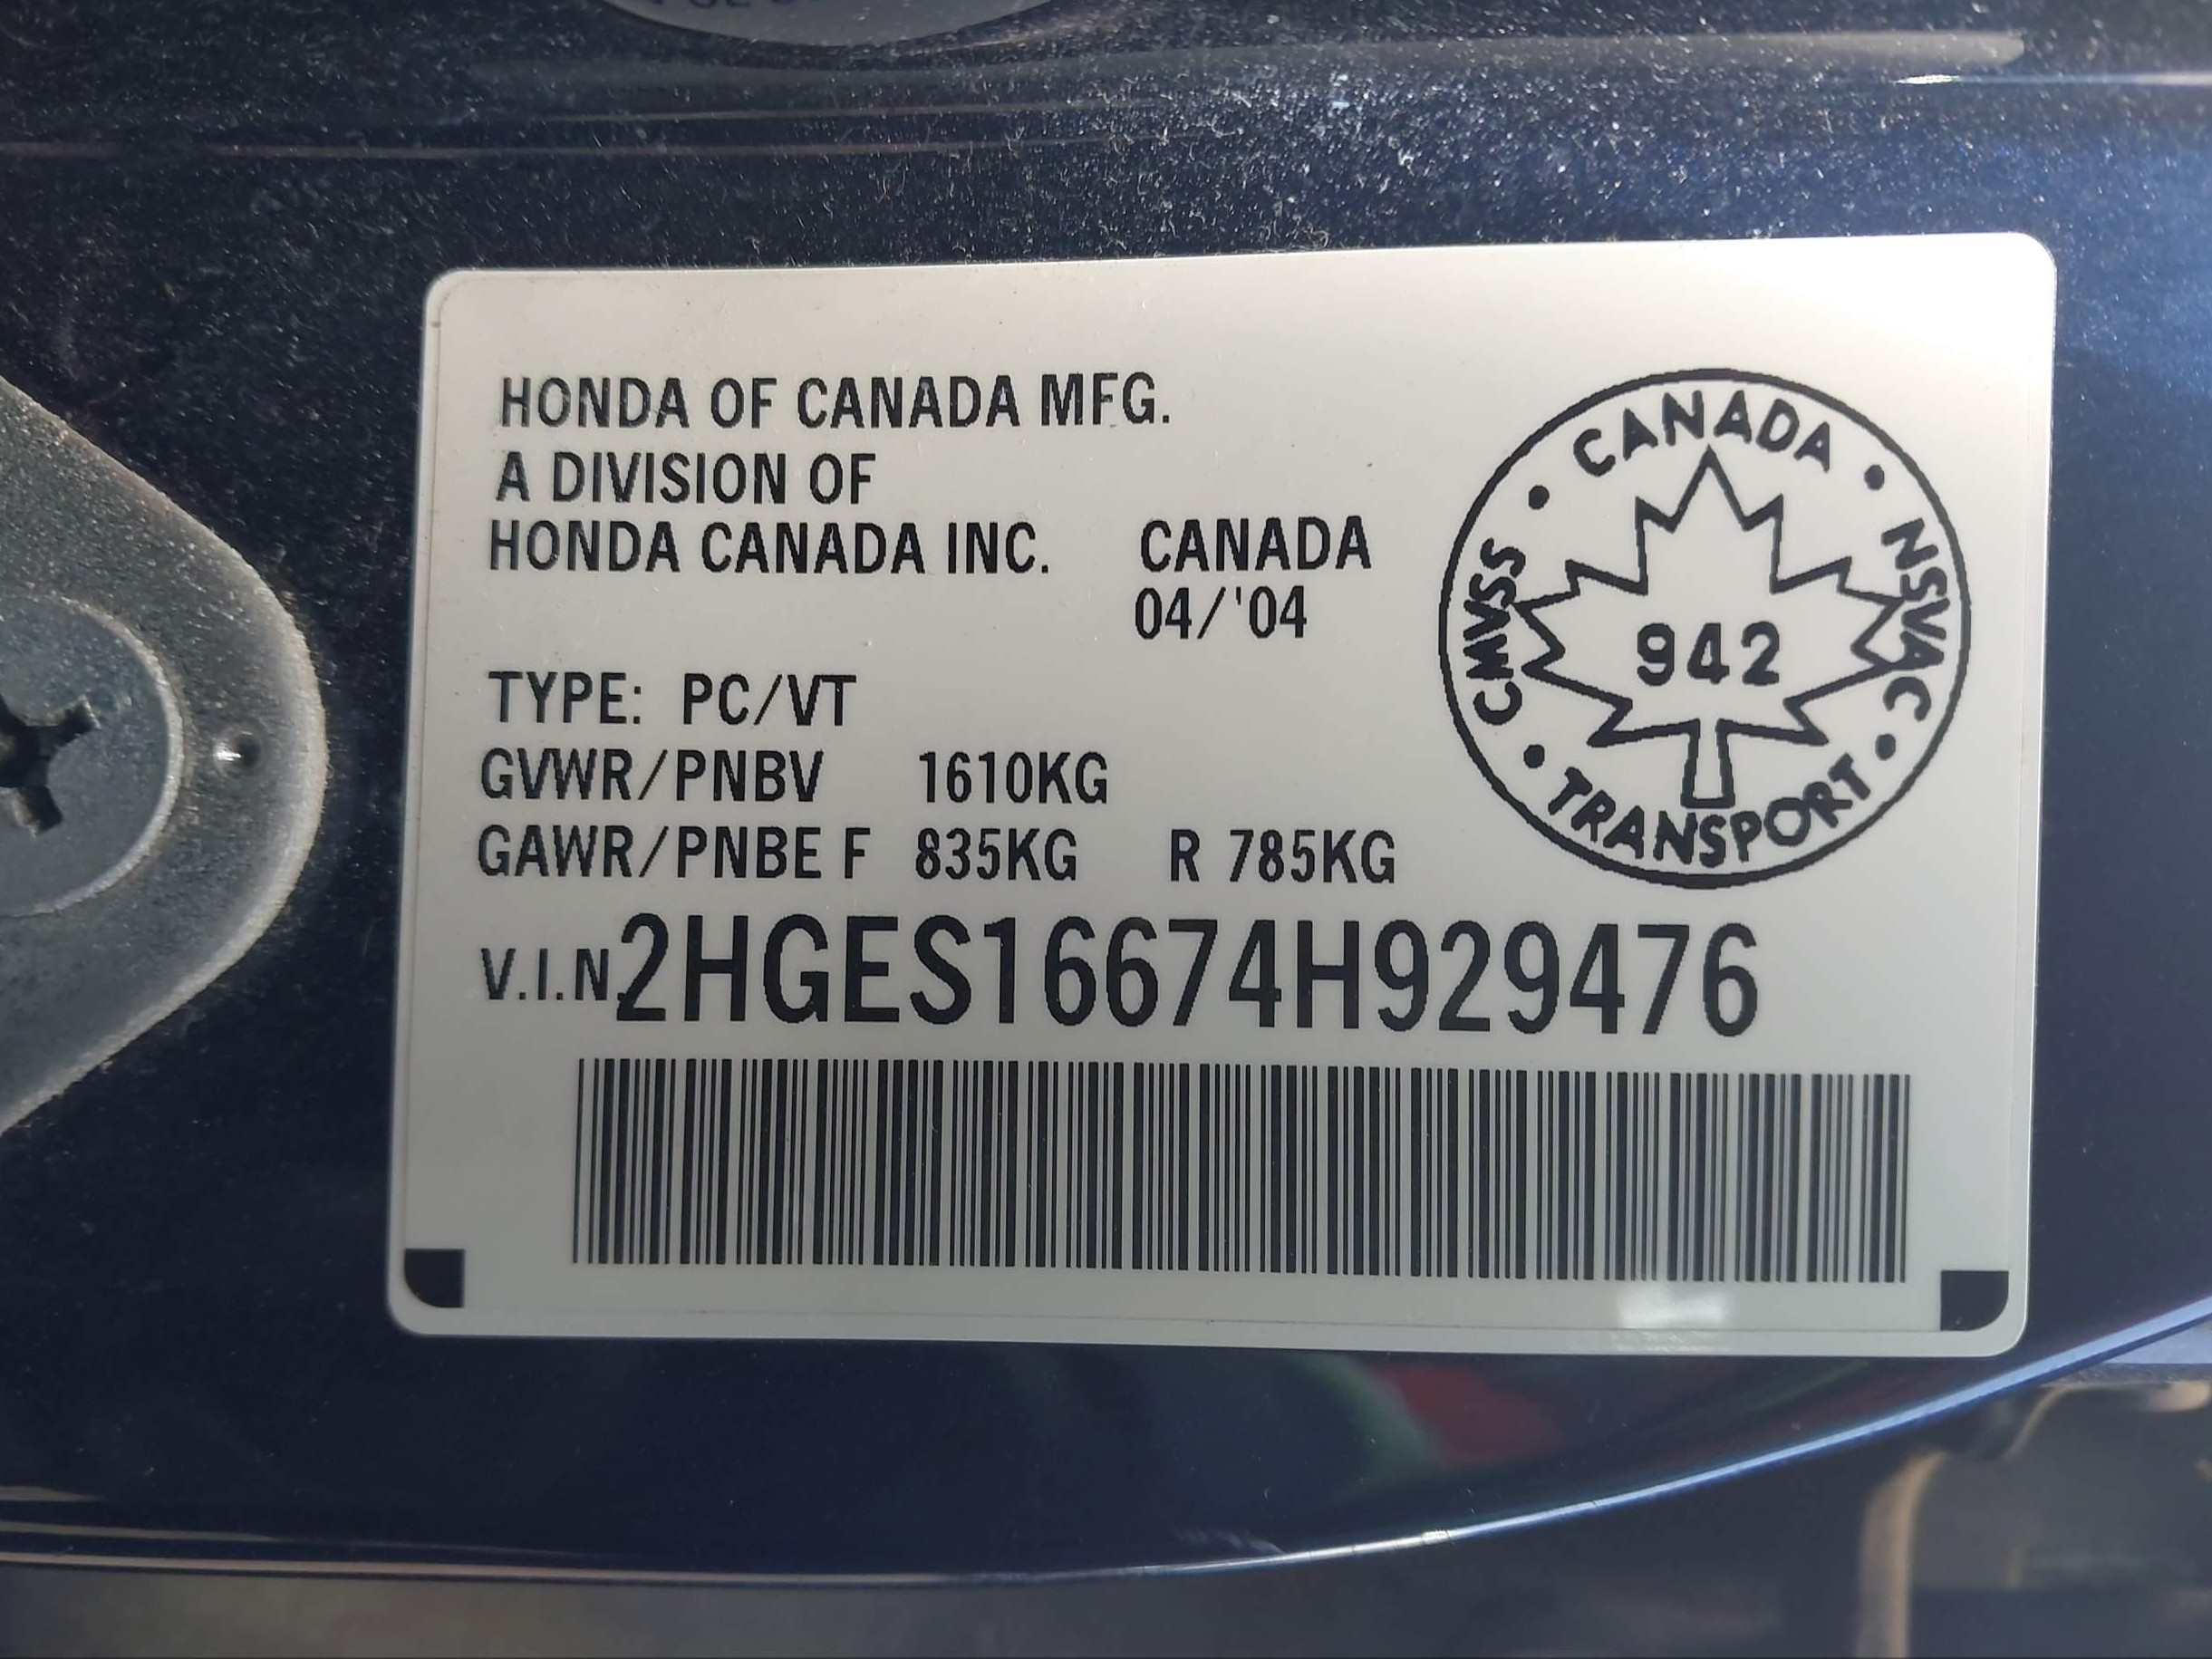 HONDA OF CANADA MFG.
A DIVISION OF
HONDA CANADA INC. CANADA
04/'04
TYPE: PC/VT
GVWR/PNBV 1610KG
GAWR/PNBE F 835KG R 785KG
V.I.N. 2HGES16674H929476
CANADA • NSVAC • TRANSPORT • CMVSS •
942